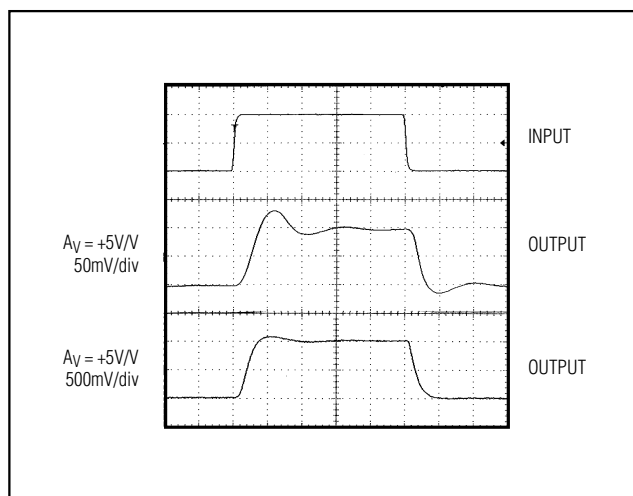 INPUT
A_V = +5V/V
50mV/div
OUTPUT
A_V = +5V/V
500mV/div
OUTPUT